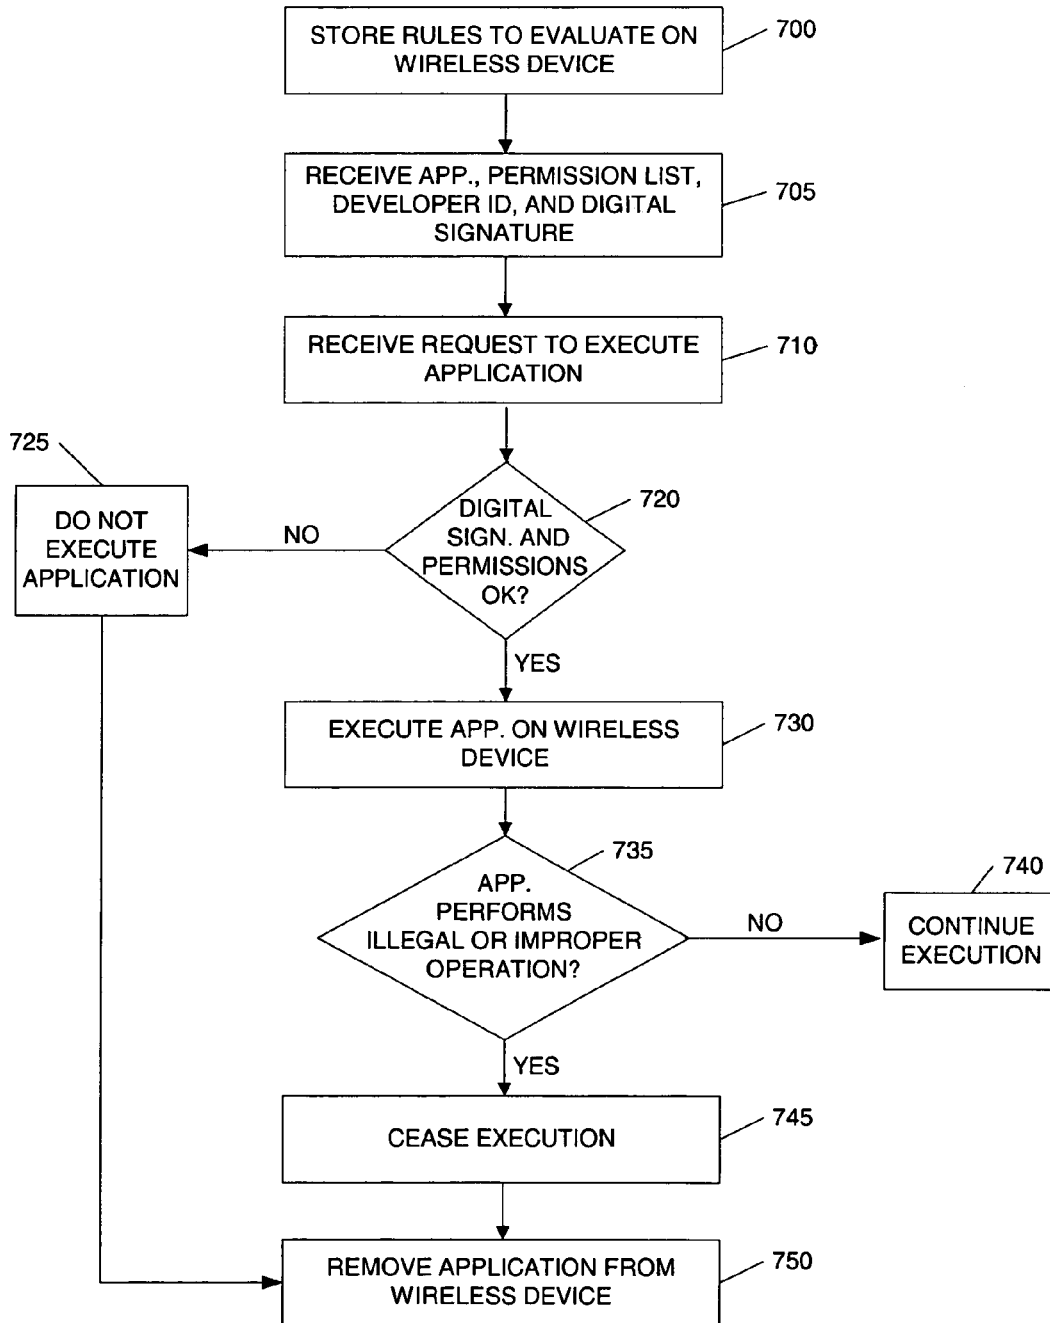 STORE RULES TO EVALUATE ON
WIRELESS DEVICE
700
RECEIVE APP., PERMISSION LIST,
DEVELOPER ID, AND DIGITAL
SIGNATURE
705
RECEIVE REQUEST TO EXECUTE
APPLICATION
710
725
DO NOT
EXECUTE
APPLICATION
NO
DIGITAL
SIGN. AND
PERMISSIONS
OK?
720
YES
EXECUTE APP. ON WIRELESS
DEVICE
730
APP.
PERFORMS
ILLEGAL OR IMPROPER
OPERATION?
735
NO
740
CONTINUE
EXECUTION
YES
CEASE EXECUTION
745
REMOVE APPLICATION FROM
WIRELESS DEVICE
750